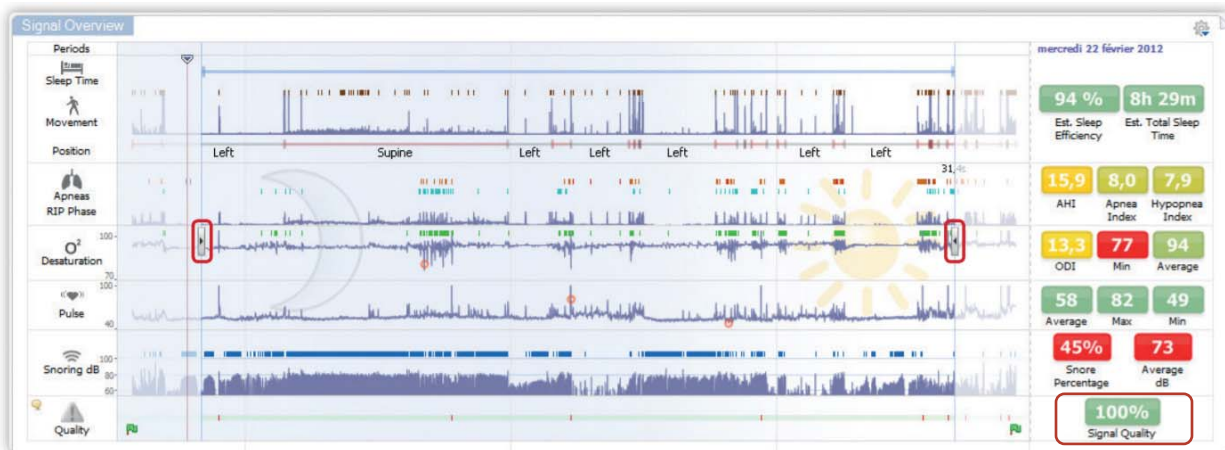 Signal Overview
Periods
mercredi 22 février 2012
Sleep Time
Movement
94 %
8h 29m
Est. Sleep Efficiency
Est. Total Sleep Time
Position
Left
Supine
Left
Left
Left
Left
Left
31,4s
Apneas
RIP Phase
15,9
8,0
7,9
AHI
Apnea Index
Hypopnea Index
100-
O²
Desaturation
70
13,3
77
94
ODI
Min
Average
100-
Pulse
40
58
82
49
Average
Max
Min
Snoring dB
100-
80-
60-
45%
73
Snore Percentage
Average dB
Quality
100%
Signal Quality